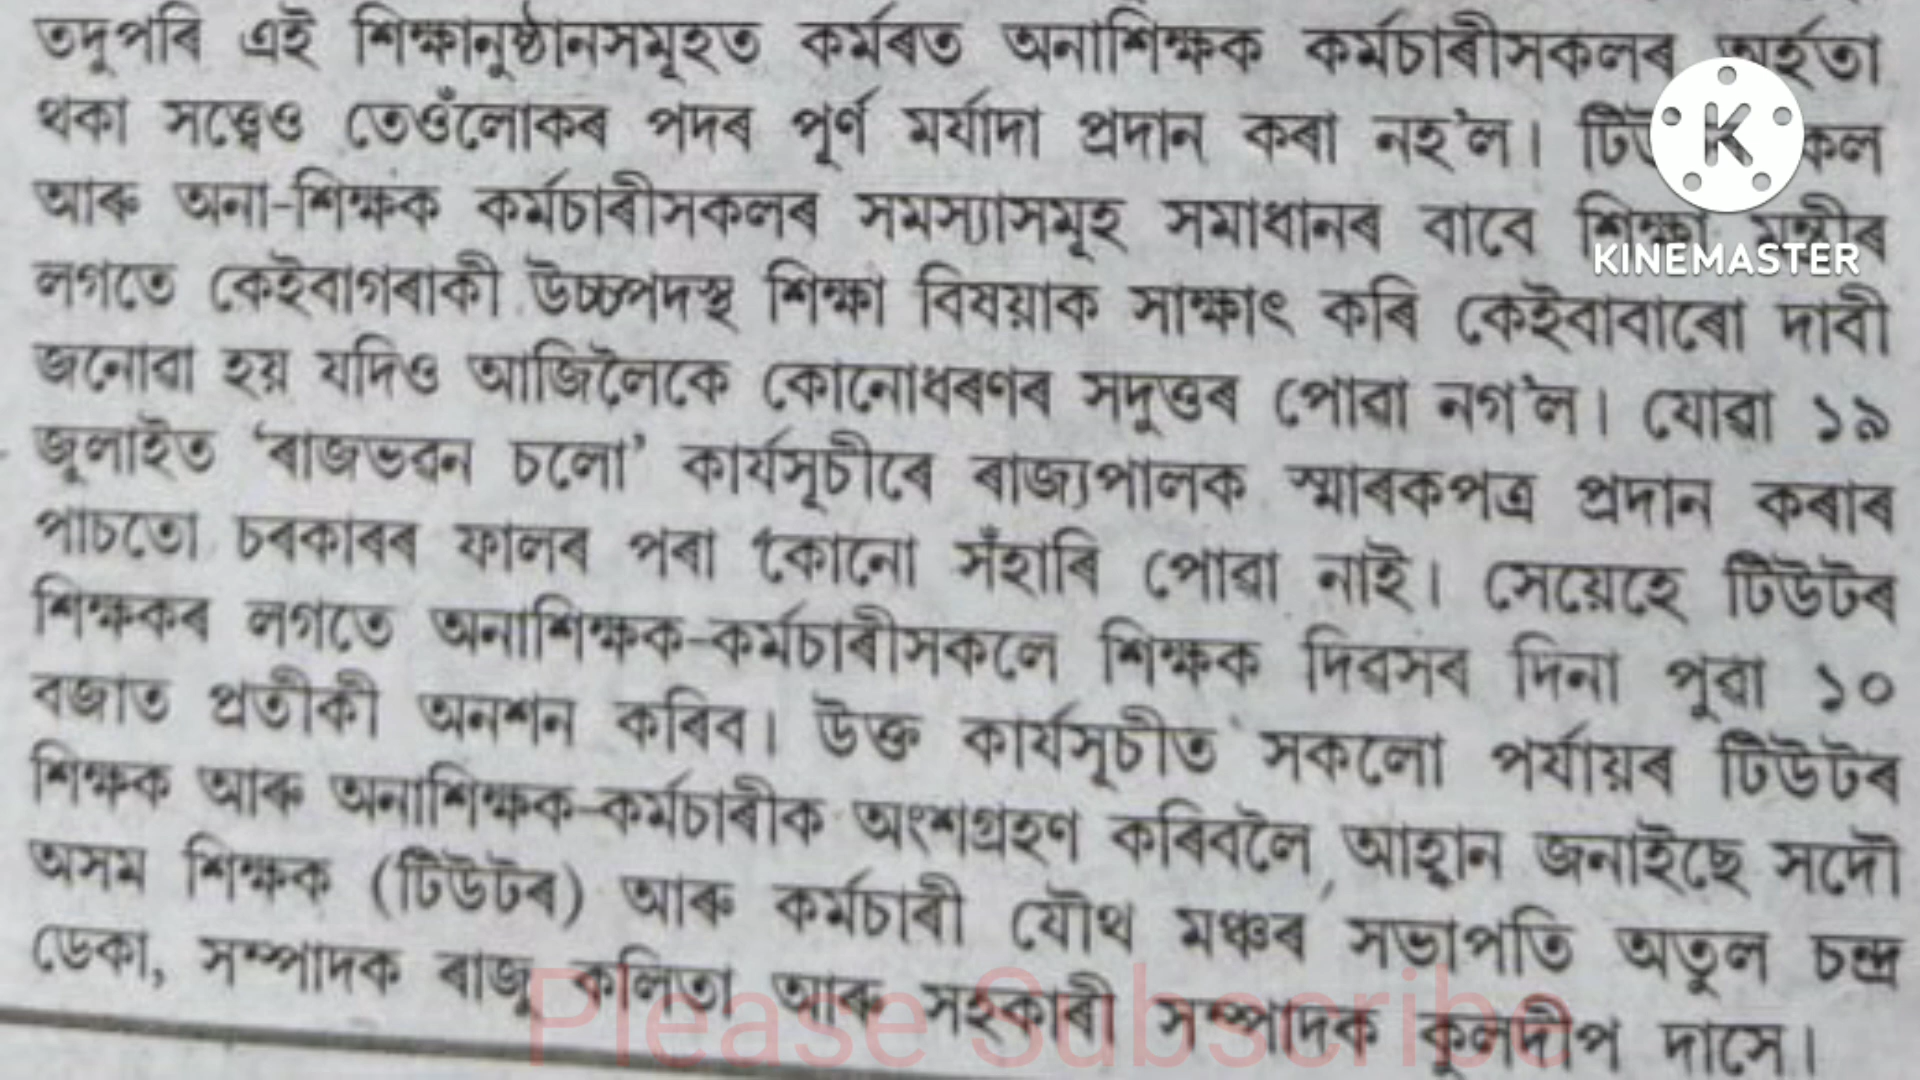 তদুপৰি এই শিক্ষানুষ্ঠানসমূহত কৰ্মৰত অনাশিক্ষক কৰ্মচাৰীসকলৰ অৰ্হতা
থকা সত্ত্বেও তেওঁলোকৰ পদৰ পূৰ্ণ মৰ্যাদা প্ৰদান কৰা নহ'ল।
আৰু অনা-শিক্ষক কৰ্মচাৰীসকলৰ সমস্যাসমূহ সমাধানৰ বাবে শিক্ষা মন্ত্ৰীৰ
লগতে কেইবাগৰাকী উচ্চপদস্থ শিক্ষা বিষয়াক সাক্ষাৎ কৰি কেইবাবাৰো দাবী
জনোৱা হয় যদিও আজিলৈকে কোনোধৰণৰ সদুত্তৰ পোৱা নগ'ল। যোৱা ১৯
জুলাইত ‘ৰাজভৱন চলো’ কাৰ্যসূচীৰে ৰাজ্যপালক স্মাৰকপত্ৰ প্ৰদান কৰাৰ
পাচতো চৰকাৰৰ ফালৰ পৰা কোনো সঁহাৰি পোৱা নাই। সেয়েহে টিউটৰ
শিক্ষকৰ লগতে অনাশিক্ষক-কৰ্মচাৰীসকলে শিক্ষক দিৱসৰ দিনা পুৱা ১০
বজাত প্ৰতীকী অনশন কৰিব। উক্ত কাৰ্যসূচীত সকলো পৰ্যায়ৰ টিউটৰ
শিক্ষক আৰু অনাশিক্ষক-কৰ্মচাৰীক অংশগ্ৰহণ কৰিবলৈ আহ্বান জনাইছে সদৌ
অসম শিক্ষক (টিউটৰ) আৰু কৰ্মচাৰী যৌথ মঞ্চৰ সভাপতি অতুল চন্দ্ৰ
ডেকা, সম্পাদক ৰাজু কলিতা আৰু সহকাৰী সম্পাদক কুলদীপ দাসে।
KINEMASTER
Please Subscribe